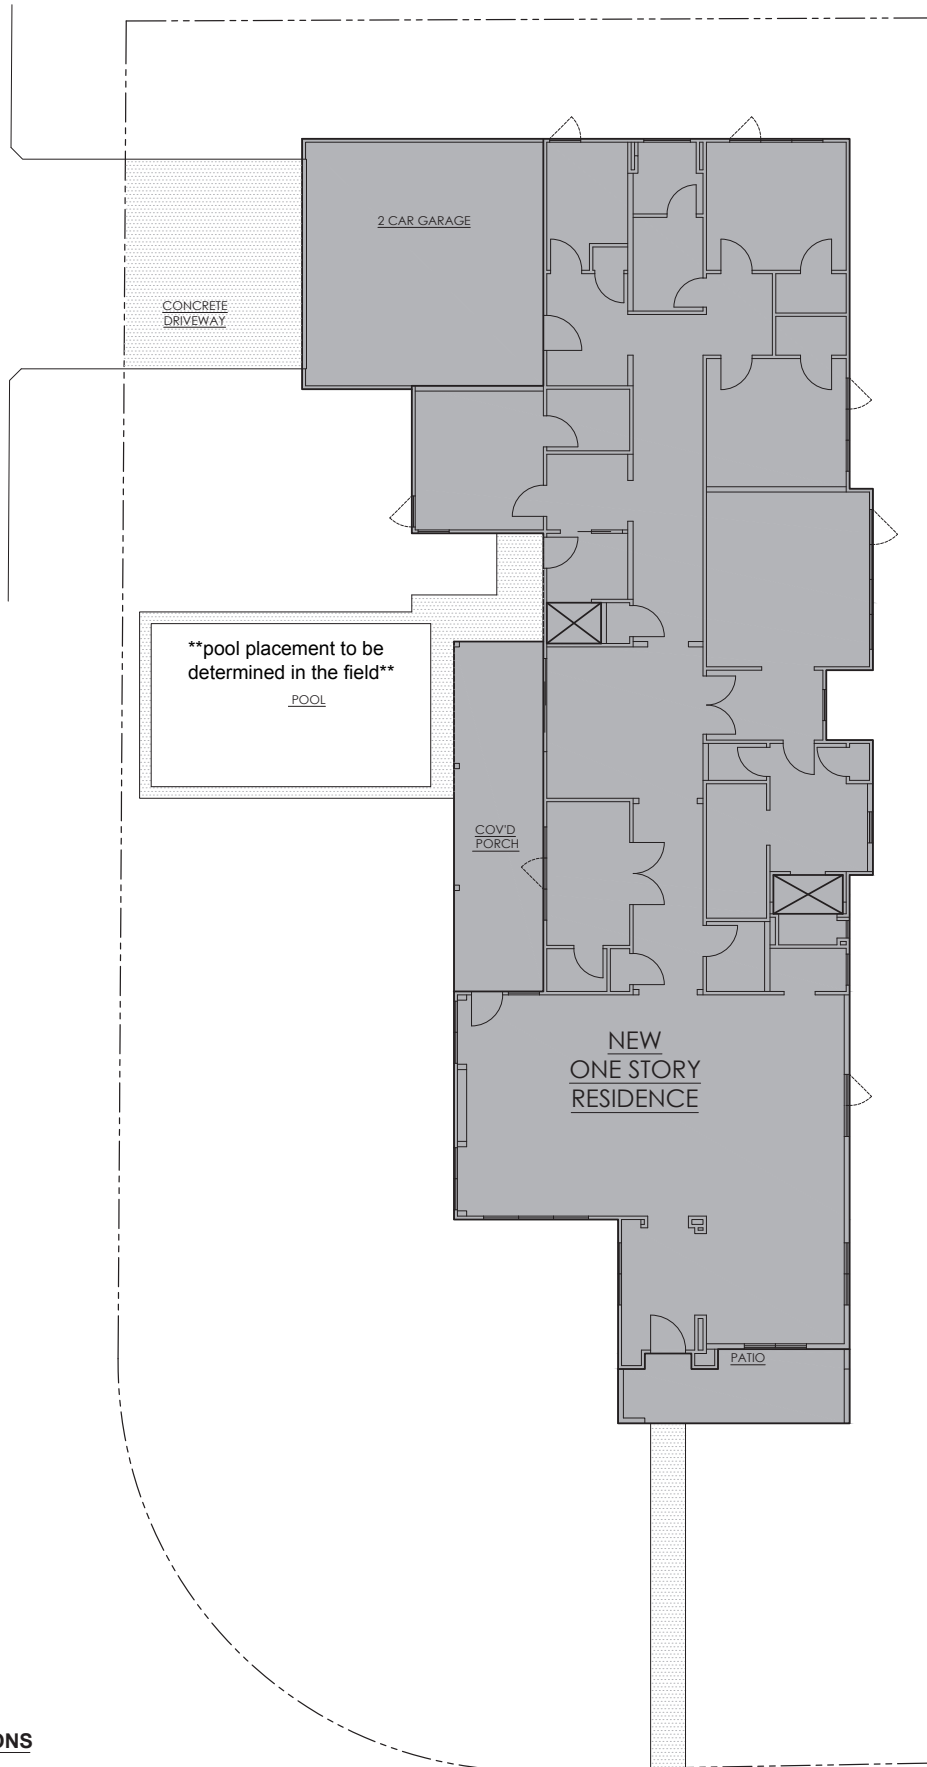 2 CAR GARAGE
CONCRETE
DRIVEWAY
**pool placement to be
determined in the field**
POOL
COV'D
PORCH
NEW
ONE STORY
RESIDENCE
PATIO
ONS